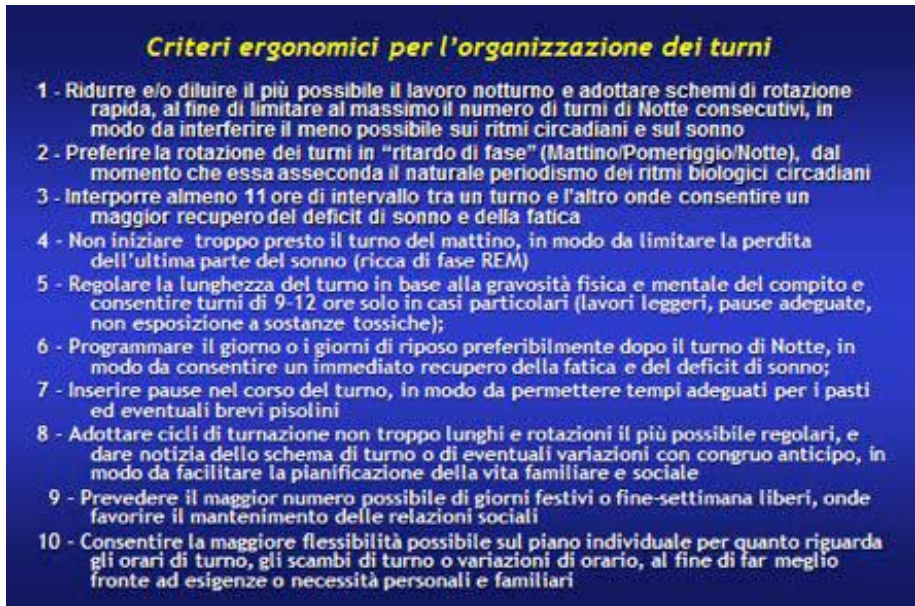 Criteri ergonomici per l'organizzazione dei turni
1 - Ridurre e/o diluire il più possibile il lavoro notturno e adottare schemi di rotazione
rapida, al fine di limitare al massimo il numero di turni di Notte consecutivi, in
modo da interferire il meno possibile sui ritmi circadiani e sul sonno
2 - Preferire la rotazione dei turni in "ritardo di fase" (Mattino/Pomeriggio/Notte), dal
momento che essa asseconda il naturale periodismo dei ritmi biologici circadiani
3 - Interporre almeno 11 ore di intervallo tra un turno e l'altro onde consentire un
maggior recupero del deficit di sonno e della fatica
4 - Non iniziare troppo presto il turno del mattino, in modo da limitare la perdita
dell'ultima parte del sonno (ricca di fase REM)
5 - Regolare la lunghezza del turno in base alla gravosità fisica e mentale del compito e
consentire turni di 9-12 ore solo in casi particolari (lavori leggeri, pause adeguate,
non esposizione a sostanze tossiche);
6 - Programmare il giorno o i giorni di riposo preferibilmente dopo il turno di Notte, in
modo da consentire un immediato recupero della fatica e del deficit di sonno;
7 - Inserire pause nel corso del turno, in modo da permettere tempi adeguati per i pasti
ed eventuali brevi pisolini
8 - Adottare cicli di turnazione non troppo lunghi e rotazioni il più possibile regolari, e
dare notizia dello schema di turno o di eventuali variazioni con congruo anticipo, in
modo da facilitare la pianificazione della vita familiare e sociale
9 - Prevedere il maggior numero possibile di giorni festivi o fine-settimana liberi, onde
favorire il mantenimento delle relazioni sociali
10 - Consentire la maggiore flessibilità possibile sul piano individuale per quanto riguarda
gli orari di turno, gli scambi di turno o variazioni di orario, al fine di far meglio
fronte ad esigenze o necessità personali e familiari